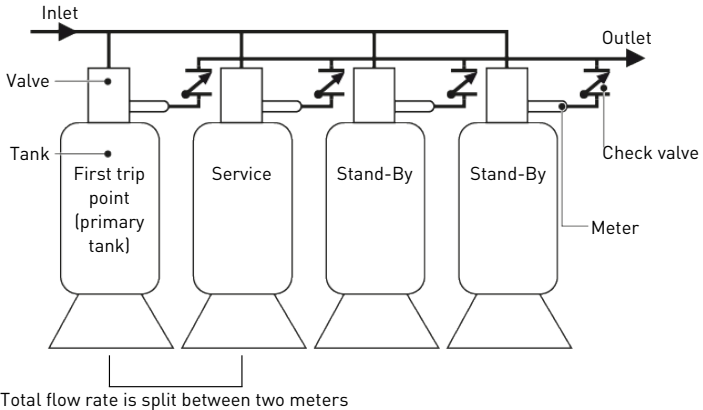 Inlet
Outlet
Valve
Tank
Check valve
First trip
point
(primary
tank)
Service
Stand-By
Stand-By
Meter
Total flow rate is split between two meters